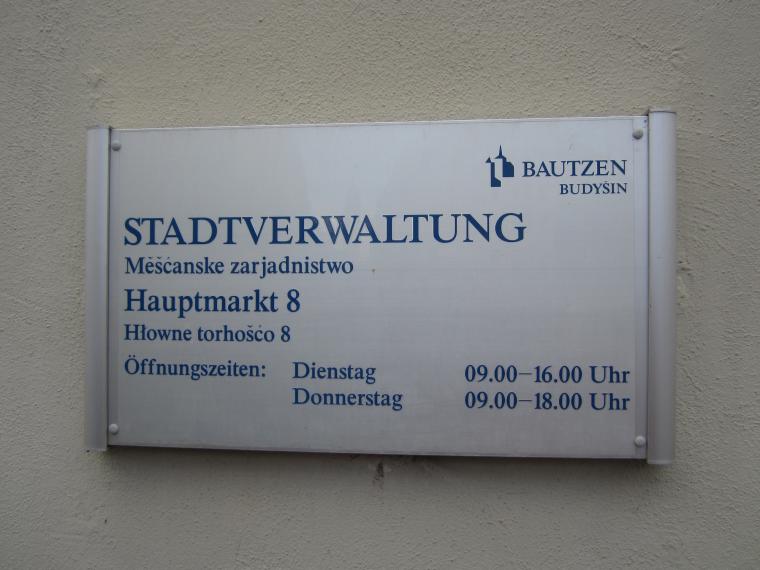 BAUTZEN
BUDYŠIN
STADTVERWALTUNG
Měšćanske zarjadnistwo
Hauptmarkt 8
Hłowne torhošćo 8
Öffnungszeiten: Dienstag 09.00–16.00 Uhr
Donnerstag 09.00–18.00 Uhr